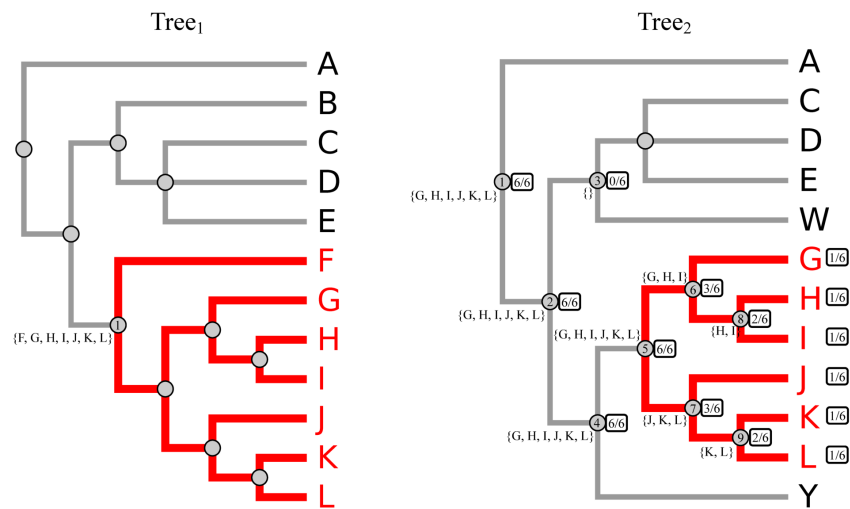 Tree₁
A
B
C
D
E
F
G
H
I
J
K
L
1
{F, G, H, I, J, K, L}
Tree₂
A
C
D
E
W
G 1/6
H 1/6
I 1/6
J 1/6
K 1/6
L 1/6
Y
1 6/6
{G, H, I, J, K, L}
2 6/6
{G, H, I, J, K, L}
3 0/6
{}
4 6/6
{G, H, I, J, K, L}
{G, H, I, J, K, L}
5 6/6
{G, H, I}
6 3/6
7 3/6
{J, K, L}
8 2/6
{H, I}
9 2/6
{K, L}